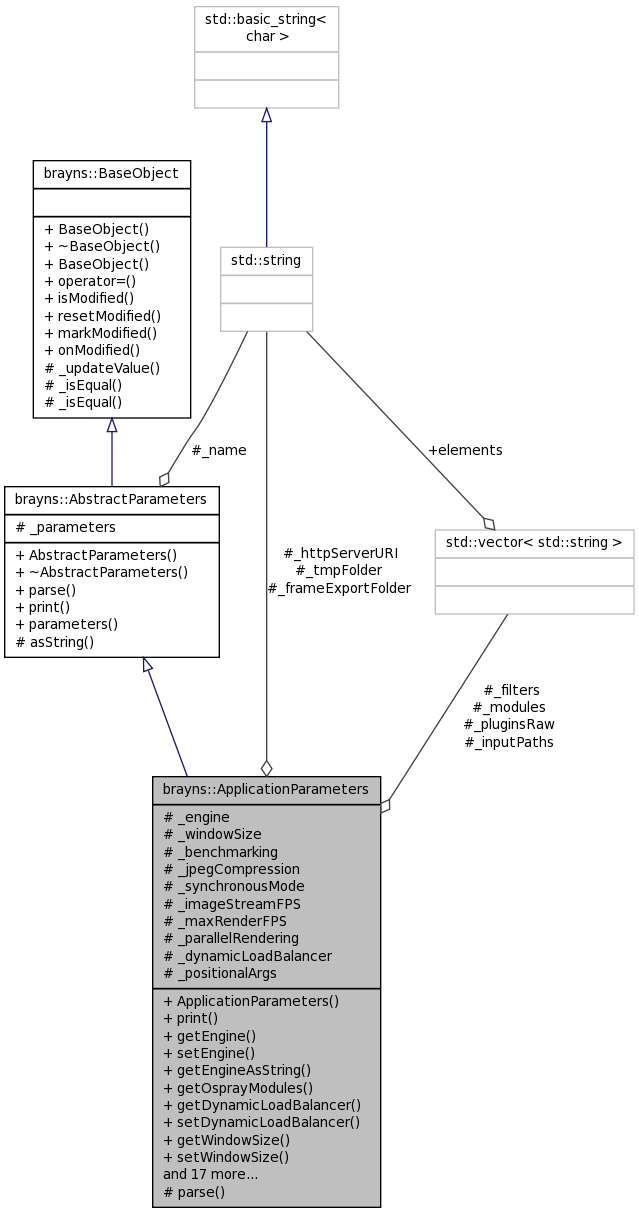 std::basic_string<
char >
brayns::BaseObject
+ BaseObject()
+ ~BaseObject()
+ BaseObject()
+ operator=()
+ isModified()
+ resetModified()
+ markModified()
+ onModified()
# _updateValue()
# _isEqual()
# _isEqual()
std::string
#_name
+elements
brayns::AbstractParameters
# _parameters
+ AbstractParameters()
+ ~AbstractParameters()
+ parse()
+ print()
+ parameters()
# asString()
#_httpServerURI
#_tmpFolder
#_frameExportFolder
std::vector< std::string >
#_filters
#_modules
#_pluginsRaw
#_inputPaths
brayns::ApplicationParameters
# _engine
# _windowSize
# _benchmarking
# _jpegCompression
# _synchronousMode
# _imageStreamFPS
# _maxRenderFPS
# _parallelRendering
# _dynamicLoadBalancer
# _positionalArgs
+ ApplicationParameters()
+ print()
+ getEngine()
+ setEngine()
+ getEngineAsString()
+ getOsprayModules()
+ getDynamicLoadBalancer()
+ setDynamicLoadBalancer()
+ getWindowSize()
+ setWindowSize()
and 17 more...
# parse()